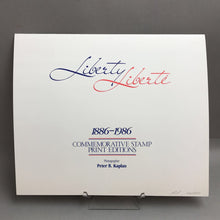 Liberty
Liberté
1886-1986
COMMEMORATIVE STAMP
PRINT EDITIONS
Photographer
Peter B. Kaplan